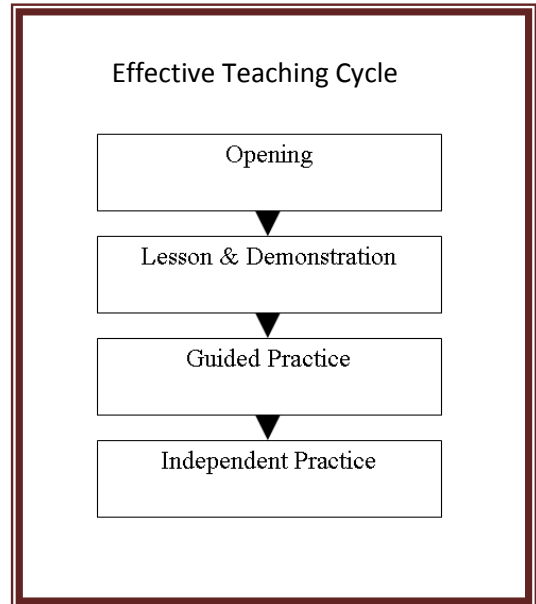 Effective Teaching Cycle
Opening
Lesson & Demonstration
Guided Practice
Independent Practice